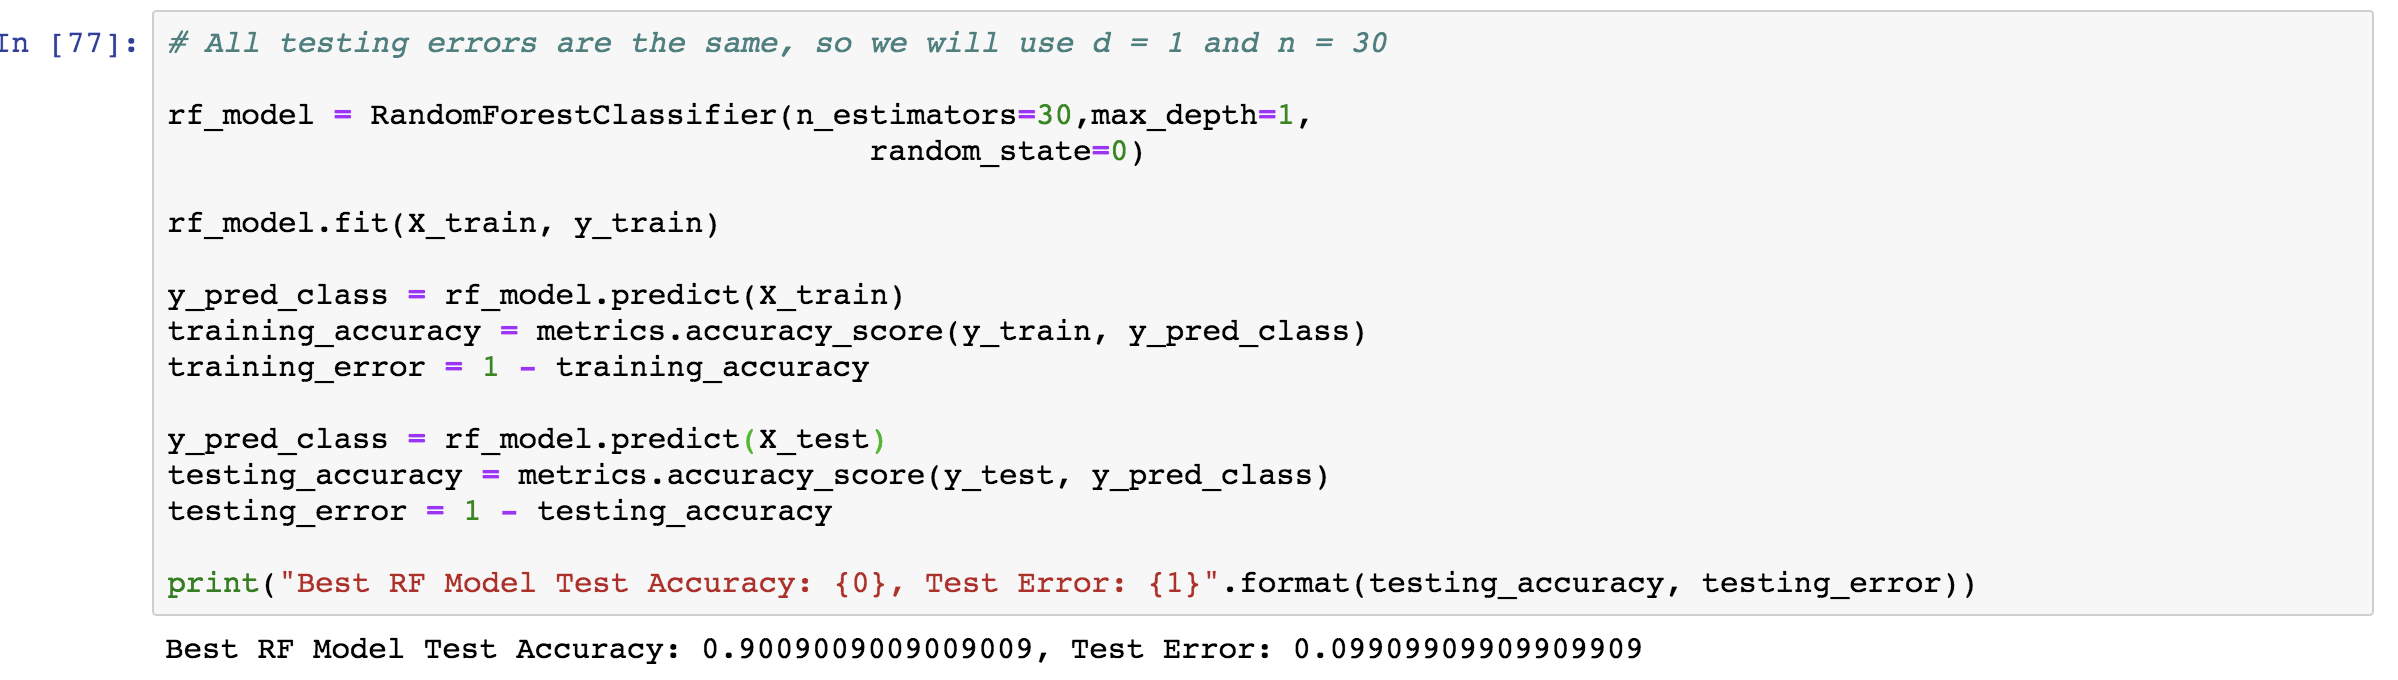 In [77]:
# All testing errors are the same, so we will use d = 1 and n = 30
rf_model = RandomForestClassifier(n_estimators=30,max_depth=1,
random_state=0)
rf_model.fit(X_train, y_train)
y_pred_class = rf_model.predict(X_train)
training_accuracy = metrics.accuracy_score(y_train, y_pred_class)
training_error = 1 - training_accuracy
y_pred_class = rf_model.predict(X_test)
testing_accuracy = metrics.accuracy_score(y_test, y_pred_class)
testing_error = 1 - testing_accuracy
print("Best RF Model Test Accuracy: {0}, Test Error: {1}".format(testing_accuracy, testing_error))
Best RF Model Test Accuracy: 0.9009009009009009, Test Error: 0.09909909909909909